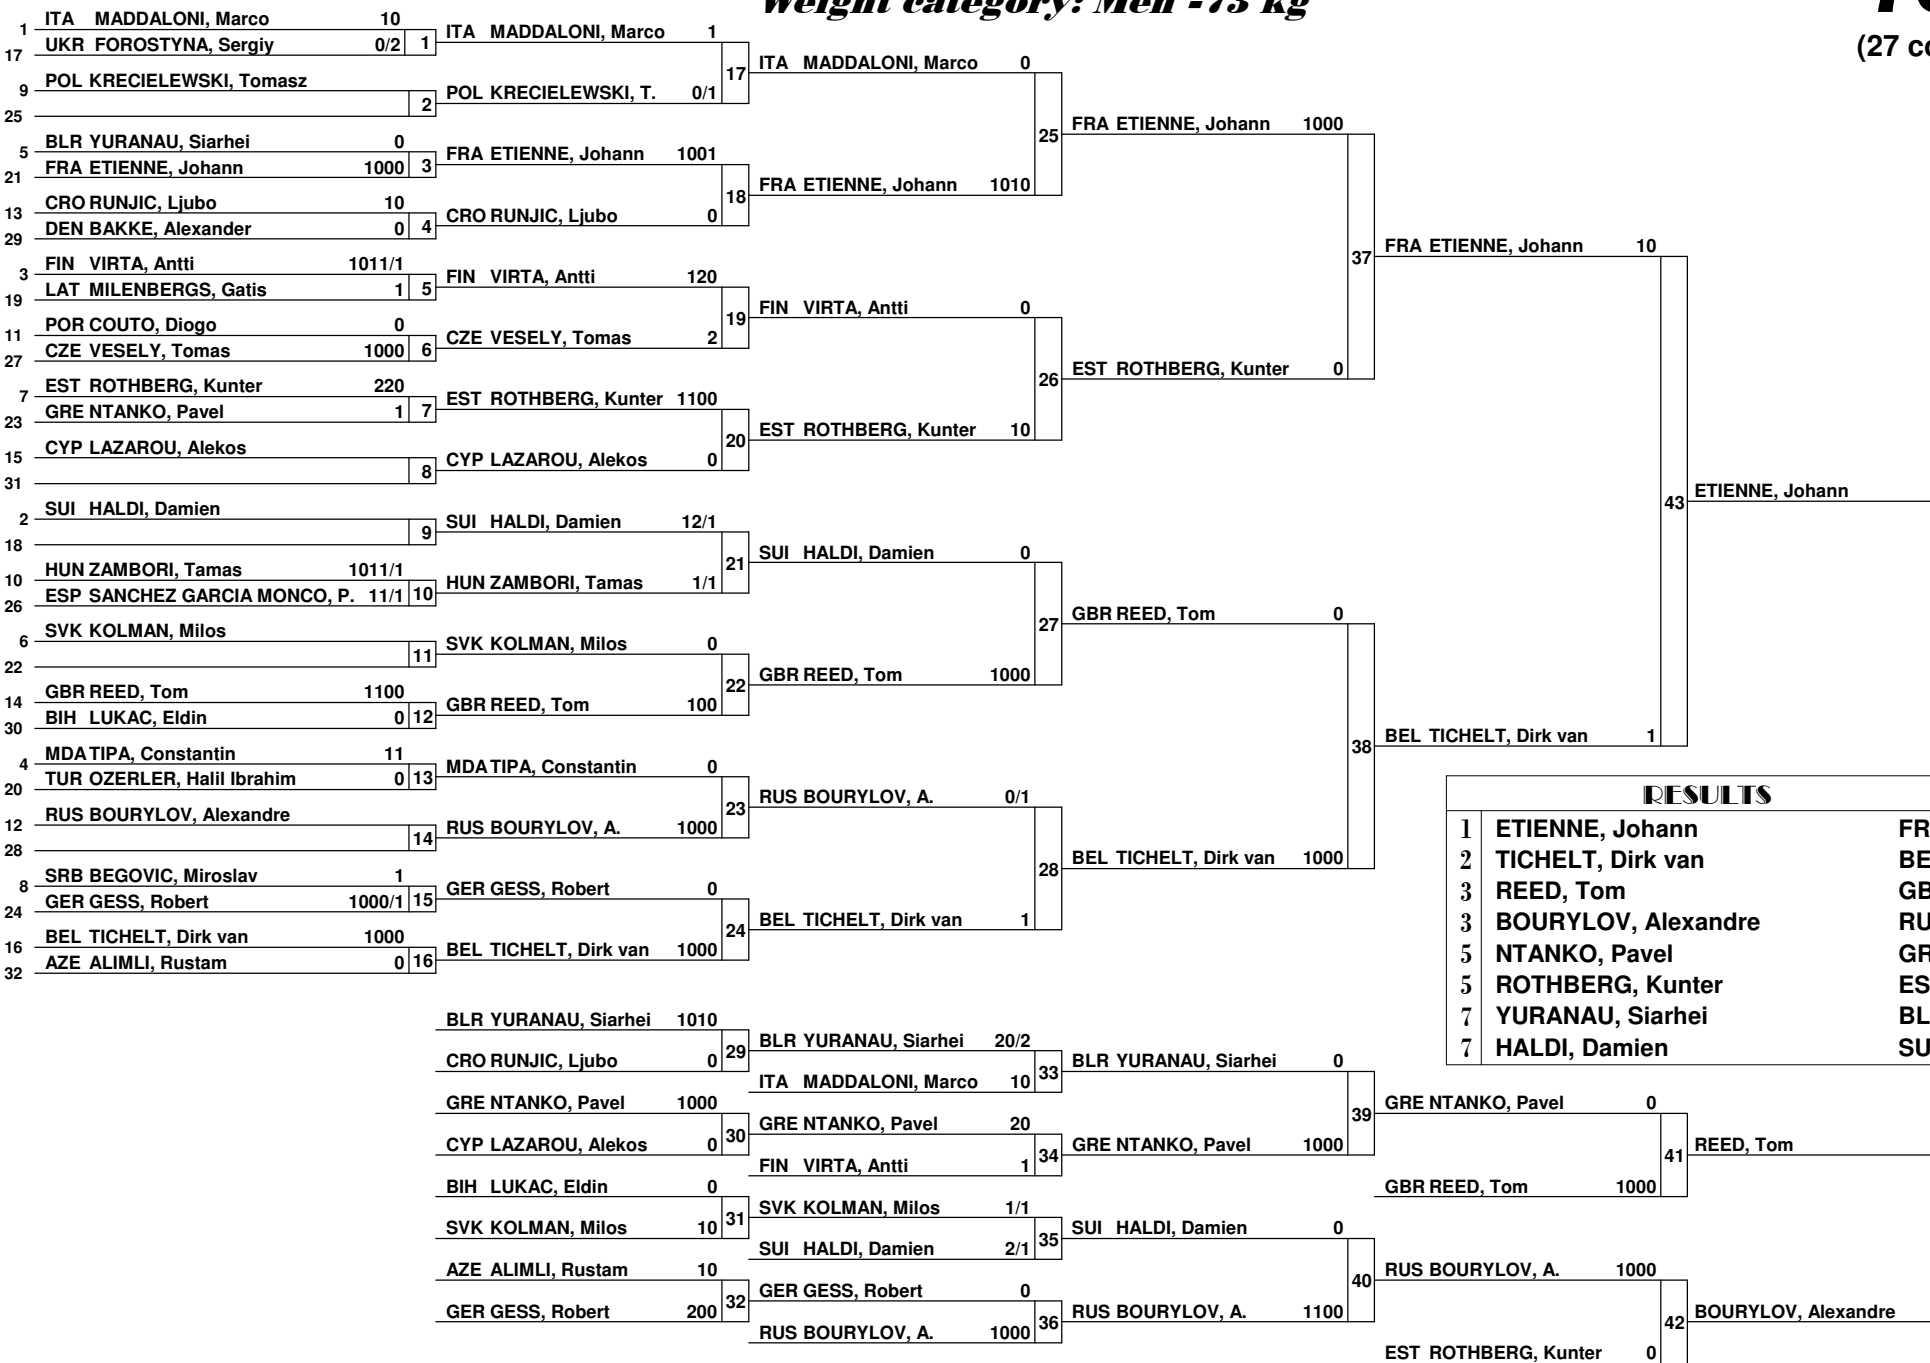 Weight category: Men -73 kg
(27 co
1 ITA MADDALONI, Marco 10
17 UKR FOROSTYNA, Sergiy 0/2 1
9 POL KRECIELEWSKI, Tomasz
25 2
5 BLR YURANAU, Siarhei 0
21 FRA ETIENNE, Johann 1000 3
13 CRO RUNJIC, Ljubo 10
29 DEN BAKKE, Alexander 0 4
3 FIN VIRTA, Antti 1011/1
19 LAT MILENBERGS, Gatis 1 5
11 POR COUTO, Diogo 0
27 CZE VESELY, Tomas 1000 6
7 EST ROTHBERG, Kunter 220
23 GRE NTANKO, Pavel 1 7
15 CYP LAZAROU, Alekos
31 8
2 SUI HALDI, Damien
18 9
10 HUN ZAMBORI, Tamas 1011/1
26 ESP SANCHEZ GARCIA MONCO, P. 11/1 10
6 SVK KOLMAN, Milos
22 11
14 GBR REED, Tom 1100
30 BIH LUKAC, Eldin 0 12
4 MDA TIPA, Constantin 11
20 TUR OZERLER, Halil Ibrahim 0 13
12 RUS BOURYLOV, Alexandre
28 14
8 SRB BEGOVIC, Miroslav 1
24 GER GESS, Robert 1000/1 15
16 BEL TICHELT, Dirk van 1000
32 AZE ALIMLI, Rustam 0 16
ITA MADDALONI, Marco 1
17
POL KRECIELEWSKI, T. 0/1
FRA ETIENNE, Johann 1001
18
CRO RUNJIC, Ljubo 0
FIN VIRTA, Antti 120
19
CZE VESELY, Tomas 2
EST ROTHBERG, Kunter 1100
20
CYP LAZAROU, Alekos 0
SUI HALDI, Damien 12/1
21
HUN ZAMBORI, Tamas 1/1
SVK KOLMAN, Milos 0
22
GBR REED, Tom 100
MDA TIPA, Constantin 0
23
RUS BOURYLOV, A. 1000
GER GESS, Robert 0
24
BEL TICHELT, Dirk van 1000
ITA MADDALONI, Marco 0
25
FRA ETIENNE, Johann 1010
FIN VIRTA, Antti 0
26
EST ROTHBERG, Kunter 10
SUI HALDI, Damien 0
27
GBR REED, Tom 1000
RUS BOURYLOV, A. 0/1
28
BEL TICHELT, Dirk van 1
FRA ETIENNE, Johann 1000
37
EST ROTHBERG, Kunter 0
GBR REED, Tom 0
38
BEL TICHELT, Dirk van 1000
FRA ETIENNE, Johann 10
43
BEL TICHELT, Dirk van 1
ETIENNE, Johann
RESULTS
1 ETIENNE, Johann FR
2 TICHELT, Dirk van BE
3 REED, Tom GB
3 BOURYLOV, Alexandre RU
5 NTANKO, Pavel GR
5 ROTHBERG, Kunter ES
7 YURANAU, Siarhei BL
7 HALDI, Damien SU
BLR YURANAU, Siarhei 1010
29
CRO RUNJIC, Ljubo 0
GRE NTANKO, Pavel 1000
30
CYP LAZAROU, Alekos 0
BIH LUKAC, Eldin 0
31
SVK KOLMAN, Milos 10
AZE ALIMLI, Rustam 10
32
GER GESS, Robert 200
BLR YURANAU, Siarhei 20/2
33
ITA MADDALONI, Marco 10
GRE NTANKO, Pavel 20
34
FIN VIRTA, Antti 1
SVK KOLMAN, Milos 1/1
35
SUI HALDI, Damien 2/1
GER GESS, Robert 0
36
RUS BOURYLOV, A. 1000
BLR YURANAU, Siarhei 0
39
GRE NTANKO, Pavel 1000
SUI HALDI, Damien 0
40
RUS BOURYLOV, A. 1100
GRE NTANKO, Pavel 0
41
GBR REED, Tom 1000
RUS BOURYLOV, A. 1000
42
EST ROTHBERG, Kunter 0
REED, Tom
BOURYLOV, Alexandre